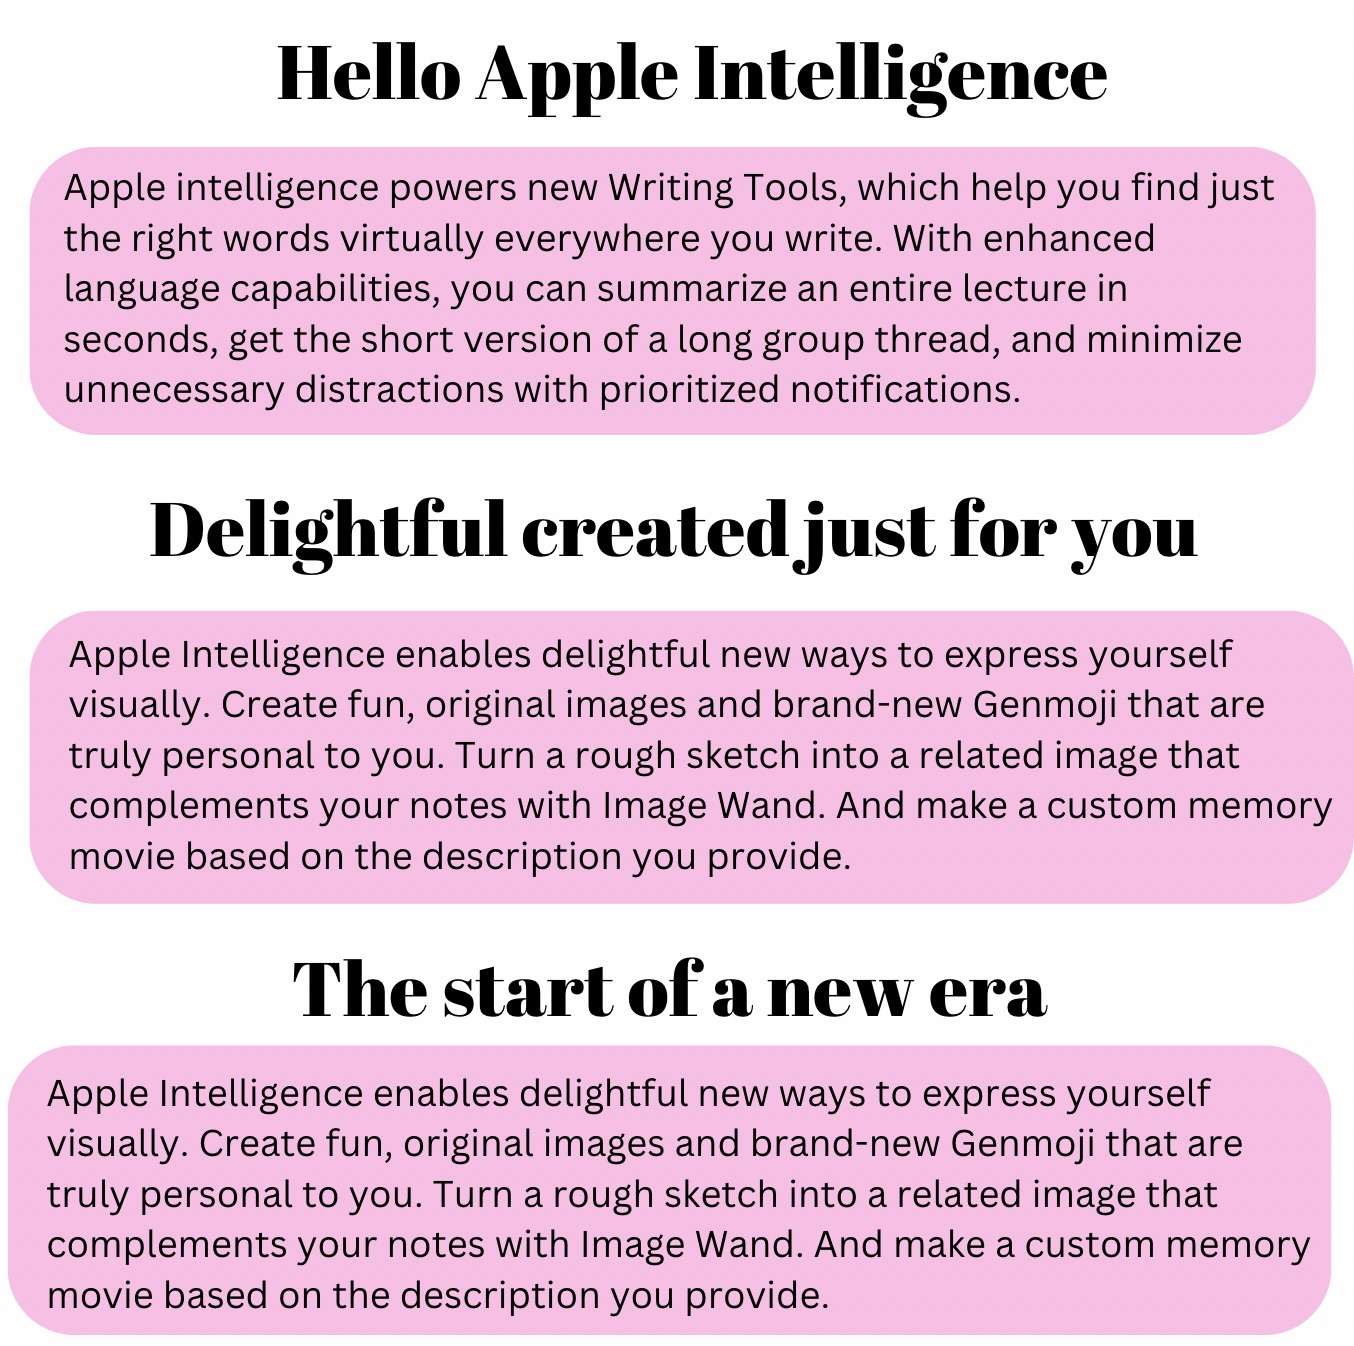 Hello Apple Intelligence
Apple intelligence powers new Writing Tools, which help you find just
the right words virtually everywhere you write. With enhanced
language capabilities, you can summarize an entire lecture in
seconds, get the short version of a long group thread, and minimize
unnecessary distractions with prioritized notifications.
Delightful created just for you
Apple Intelligence enables delightful new ways to express yourself
visually. Create fun, original images and brand-new Genmoji that are
truly personal to you. Turn a rough sketch into a related image that
complements your notes with Image Wand. And make a custom memory
movie based on the description you provide.
The start of a new era
Apple Intelligence enables delightful new ways to express yourself
visually. Create fun, original images and brand-new Genmoji that are
truly personal to you. Turn a rough sketch into a related image that
complements your notes with Image Wand. And make a custom memory
movie based on the description you provide.